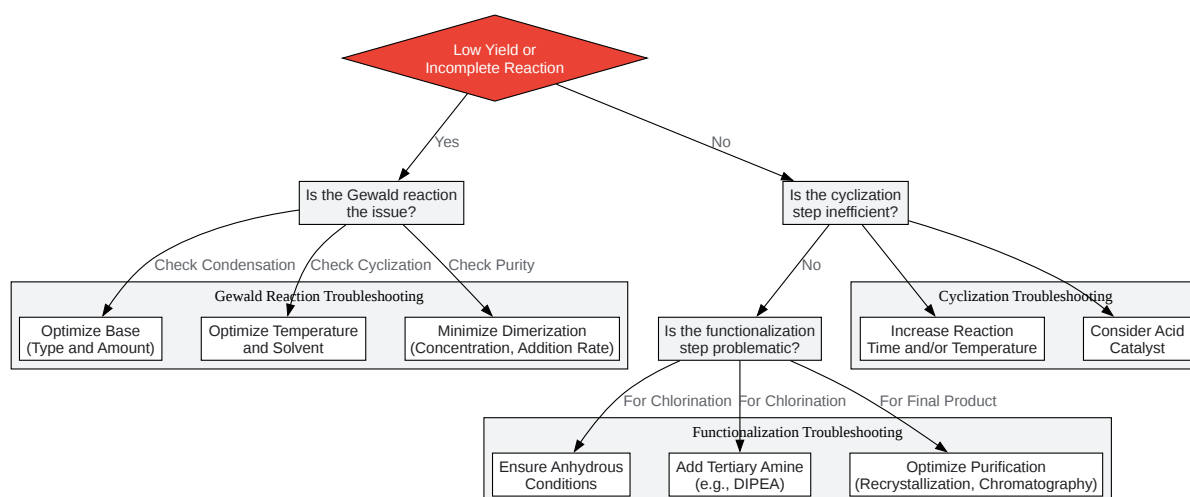 Low Yield or
Incomplete Reaction
Yes
No
Is the Gewald reaction
the issue?
Is the cyclization
step inefficient?
Check Condensation
Check Cyclization
Check Purity
No
Gewald Reaction Troubleshooting
Cyclization Troubleshooting
Optimize Base
(Type and Amount)
Optimize Temperature
and Solvent
Minimize Dimerization
(Concentration, Addition Rate)
Is the functionalization
step problematic?
Increase Reaction
Time and/or Temperature
Consider Acid
Catalyst
For Chlorination
For Chlorination
For Final Product
Functionalization Troubleshooting
Ensure Anhydrous
Conditions
Add Tertiary Amine
(e.g., DIPEA)
Optimize Purification
(Recrystallization, Chromatography)